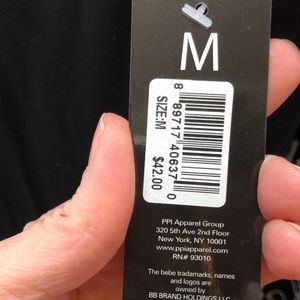 M
8 89717 40637 0
SIZE:M
$42.00
PPI Apparel Group
320 5th Ave 2nd Floor
New York, NY 10001
www.ppiapparel.com
RN# 93010
The bebe tradamarks, names
and logos are
owned by
BB BRAND HOLDINGS LLC